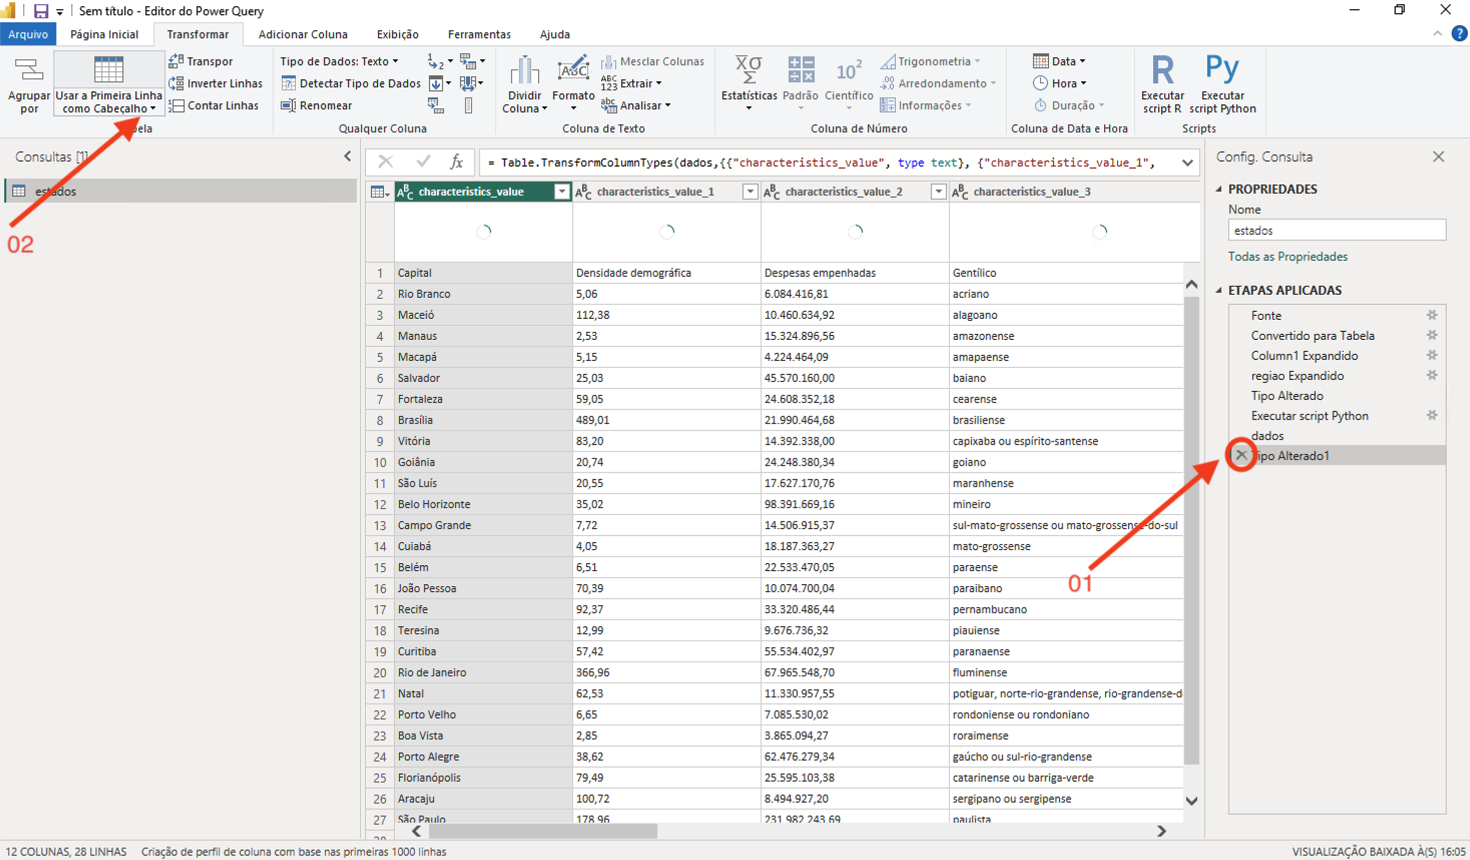 Sem título - Editor do Power Query
Arquivo
Página Inicial
Transformar
Adicionar Coluna
Exibição
Ferramentas
Ajuda
Agrupar por
Usar a Primeira Linha como Cabeçalho
Transpor
Inverter Linhas
Contar Linhas
Tipo de Dados: Texto
Detectar Tipo de Dados
Renomear
Qualquer Coluna
Dividir Coluna
Formato
Mesclar Colunas
Extrair
Analisar
Coluna de Texto
Estatísticas
Padrão
Científico
Trigonometria
Arredondamento
Informações
Coluna de Número
Data
Hora
Duração
Coluna de Data e Hora
Executar script R
Executar script Python
Scripts
Consultas [1]
estados
02
= Table.TransformColumnTypes(dados,{{"characteristics_value", type text}, {"characteristics_value_1",
characteristics_value characteristics_value_1 characteristics_value_2 characteristics_value_3
1 Capital Densidade demográfica Despesas empenhadas Gentílico
2 Rio Branco 5,06 6.084.416,81 acriano
3 Maceió 112,38 10.460.634,92 alagoano
4 Manaus 2,53 15.324.896,56 amazonense
5 Macapá 5,15 4.224.464,09 amapaense
6 Salvador 25,03 45.570.160,00 baiano
7 Fortaleza 59,05 24.608.352,18 cearense
8 Brasília 489,01 21.990.464,68 brasiliense
9 Vitória 83,20 14.392.338,00 capixaba ou espírito-santense
10 Goiânia 20,74 24.248.380,34 goiano
11 São Luís 20,55 17.627.170,76 maranhense
12 Belo Horizonte 35,02 98.391.669,16 mineiro
13 Campo Grande 7,72 14.506.915,37 sul-mato-grossense ou mato-grossense-do-sul
14 Cuiabá 4,05 18.187.363,27 mato-grossense
15 Belém 6,51 22.533.470,05 paraense
16 João Pessoa 70,39 10.074.700,04 paraibano
17 Recife 92,37 33.320.486,44 pernambucano
18 Teresina 12,99 9.676.736,32 piauiense
19 Curitiba 57,42 55.534.402,97 paranaense
20 Rio de Janeiro 366,96 67.965.548,70 fluminense
21 Natal 62,53 11.330.957,55 potiguar, norte-rio-grandense, rio-grandense-d
22 Porto Velho 6,65 7.085.530,02 rondoniense ou rondoniano
23 Boa Vista 2,85 3.865.094,27 roraimense
24 Porto Alegre 38,62 62.476.279,34 gaúcho ou sul-rio-grandense
25 Florianópolis 79,49 25.595.103,38 catarinense ou barriga-verde
26 Aracaju 100,72 8.494.927,20 sergipano ou sergipense
27 São Paulo 178,96 231.982.243,69 paulista
01
Config. Consulta
PROPRIEDADES
Nome
estados
Todas as Propriedades
ETAPAS APLICADAS
Fonte
Convertido para Tabela
Column1 Expandido
regiao Expandido
Tipo Alterado
Executar script Python
dados
Tipo Alterado1
12 COLUNAS, 28 LINHAS
Criação de perfil de coluna com base nas primeiras 1000 linhas
VISUALIZAÇÃO BAIXADA À(S) 16:05